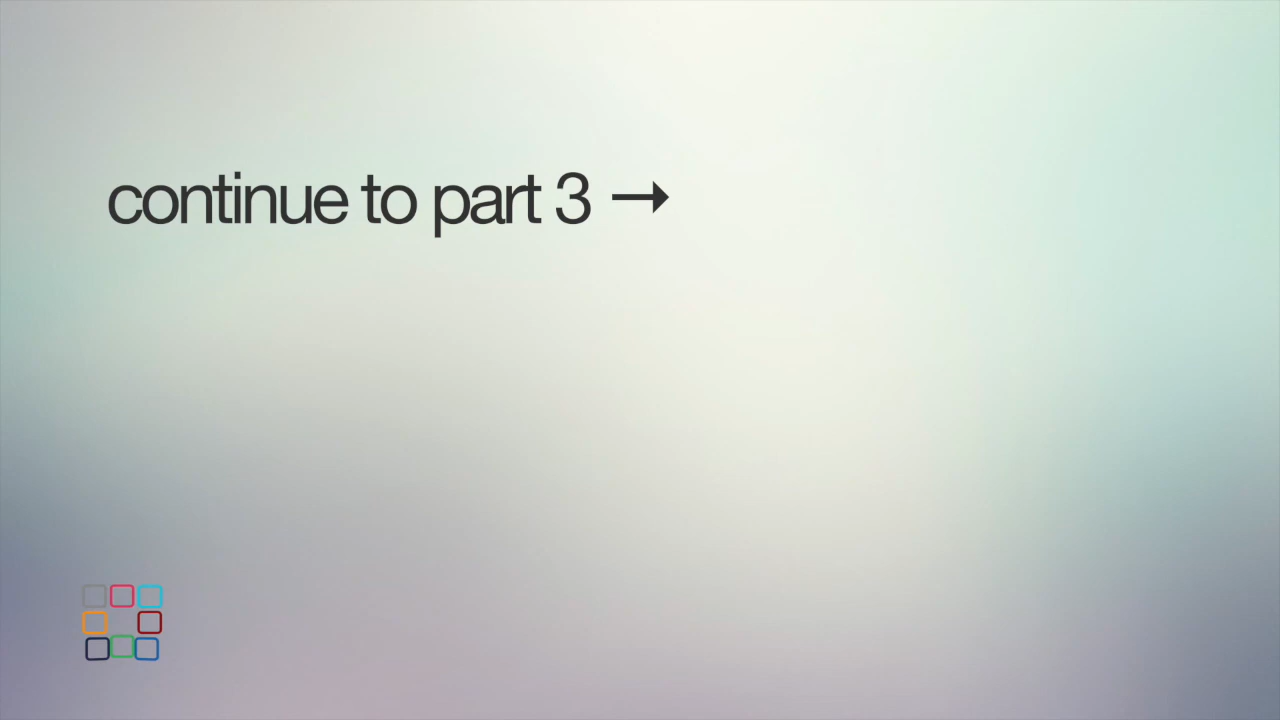 continue to part 3 →